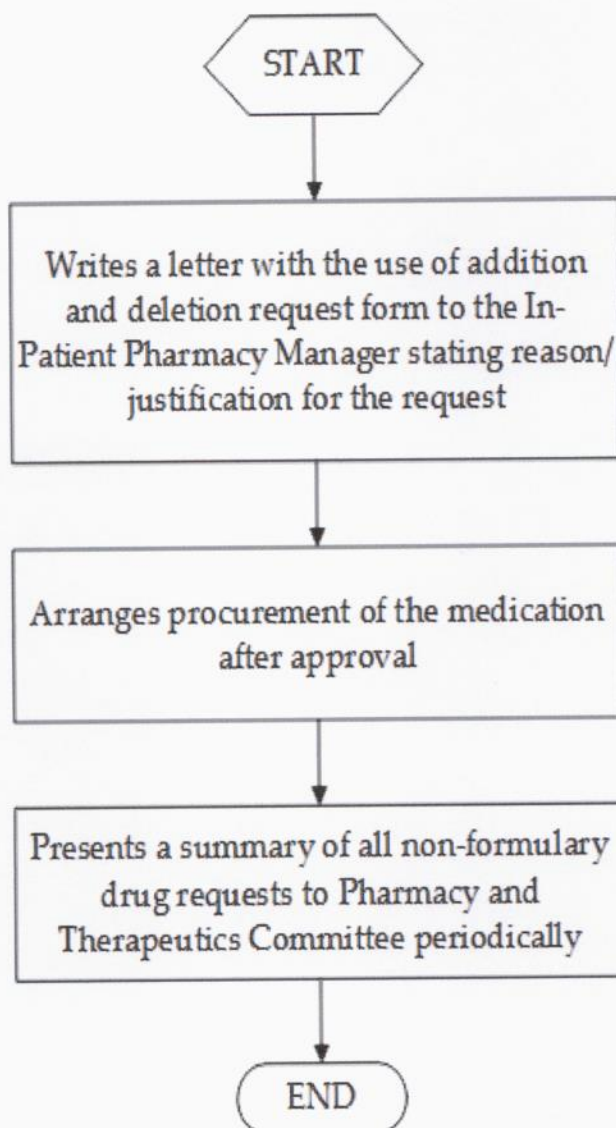 START
Writes a letter with the use of addition
and deletion request form to the In-
Patient Pharmacy Manager stating reason/
justification for the request
Arranges procurement of the medication
after approval
Presents a summary of all non-formulary
drug requests to Pharmacy and
Therapeutics Committee periodically
END